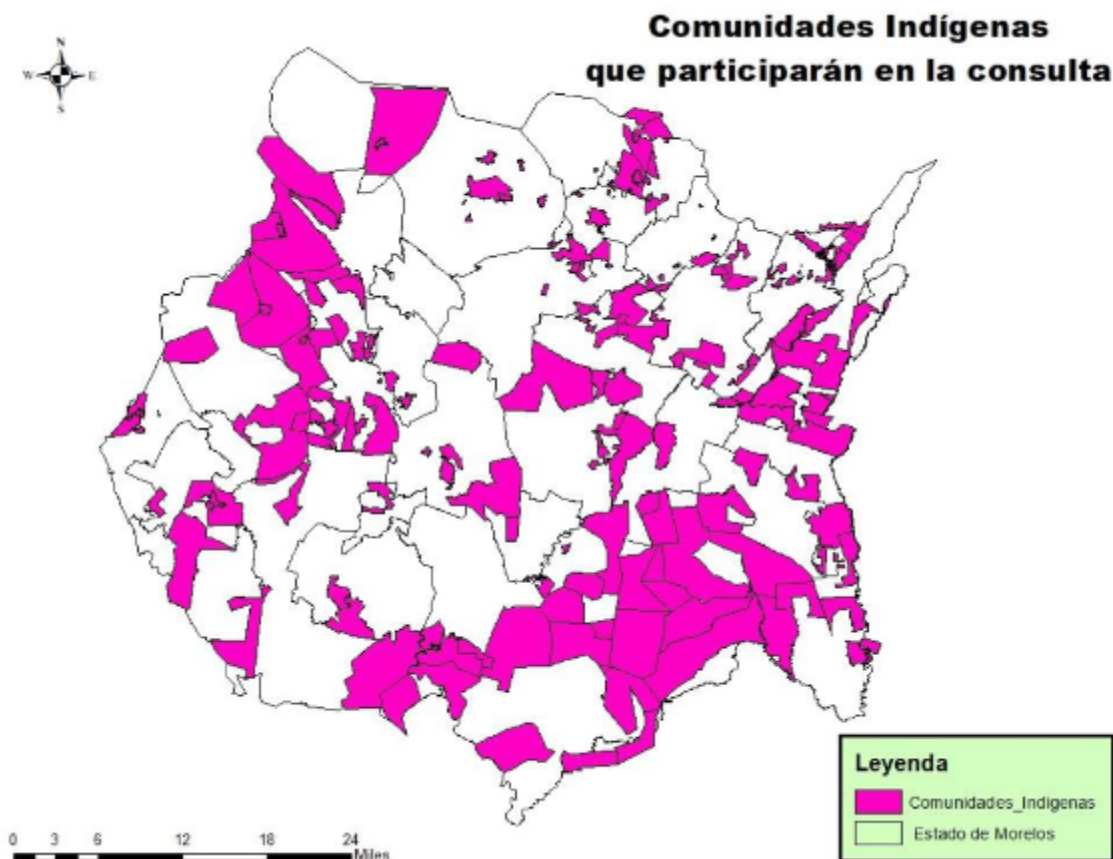 Comunidades Indígenas
que participarán en la consulta
N
W E
S
Leyenda
Comunidades_Indigenas
Estado de Morelos
0 3 6 12 18 24
Miles